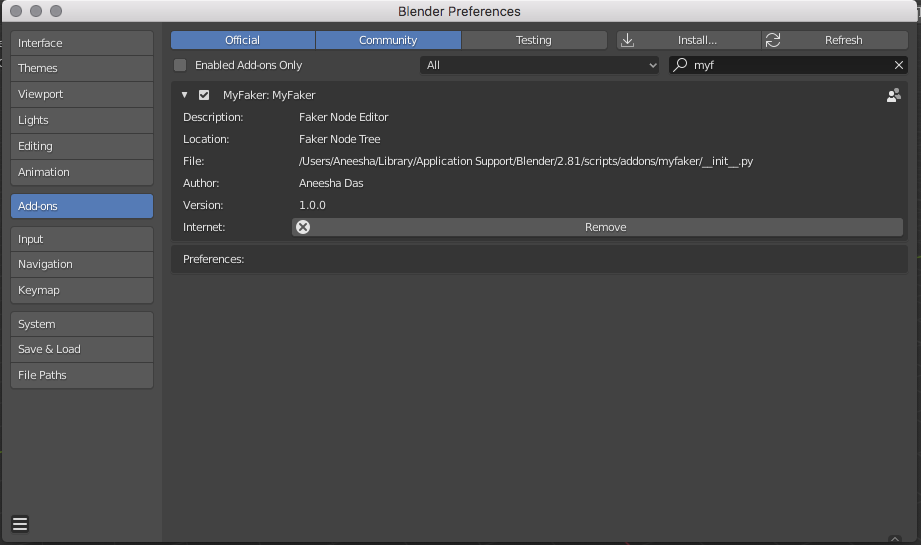 Blender Preferences
Interface
Themes
Viewport
Lights
Editing
Animation
Add-ons
Input
Navigation
Keymap
System
Save & Load
File Paths
Official Community Testing Install... Refresh
Enabled Add-ons Only All myf
MyFaker: MyFaker
Description: Faker Node Editor
Location: Faker Node Tree
File: /Users/Aneesha/Library/Application Support/Blender/2.81/scripts/addons/myfaker/__init__.py
Author: Aneesha Das
Version: 1.0.0
Internet: Remove
Preferences: